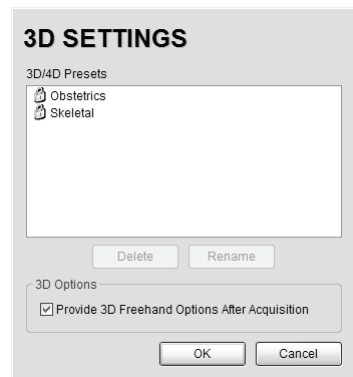 3D SETTINGS
3D/4D Presets
Obstetrics
Skeletal
Delete Rename
3D Options
Provide 3D Freehand Options After Acquisition
OK Cancel